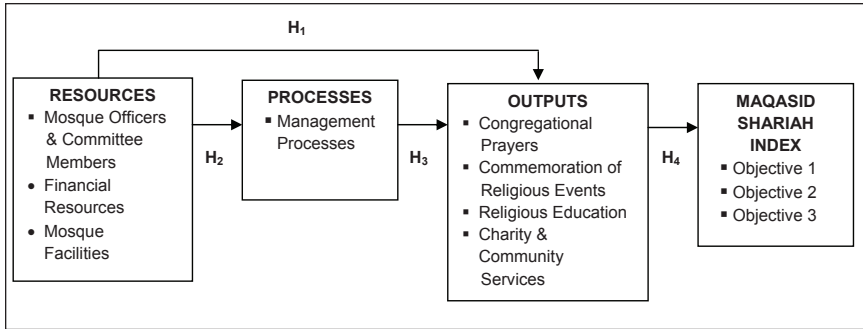 H1
RESOURCES
▪ Mosque Officers
& Committee
Members
• Financial
Resources
• Mosque
Facilities
H2
PROCESSES
▪ Management
Processes
H3
OUTPUTS
▪ Congregational
Prayers
▪ Commemoration of
Religious Events
▪ Religious Education
▪ Charity &
Community
Services
H4
MAQASID
SHARIAH
INDEX
▪ Objective 1
▪ Objective 2
▪ Objective 3